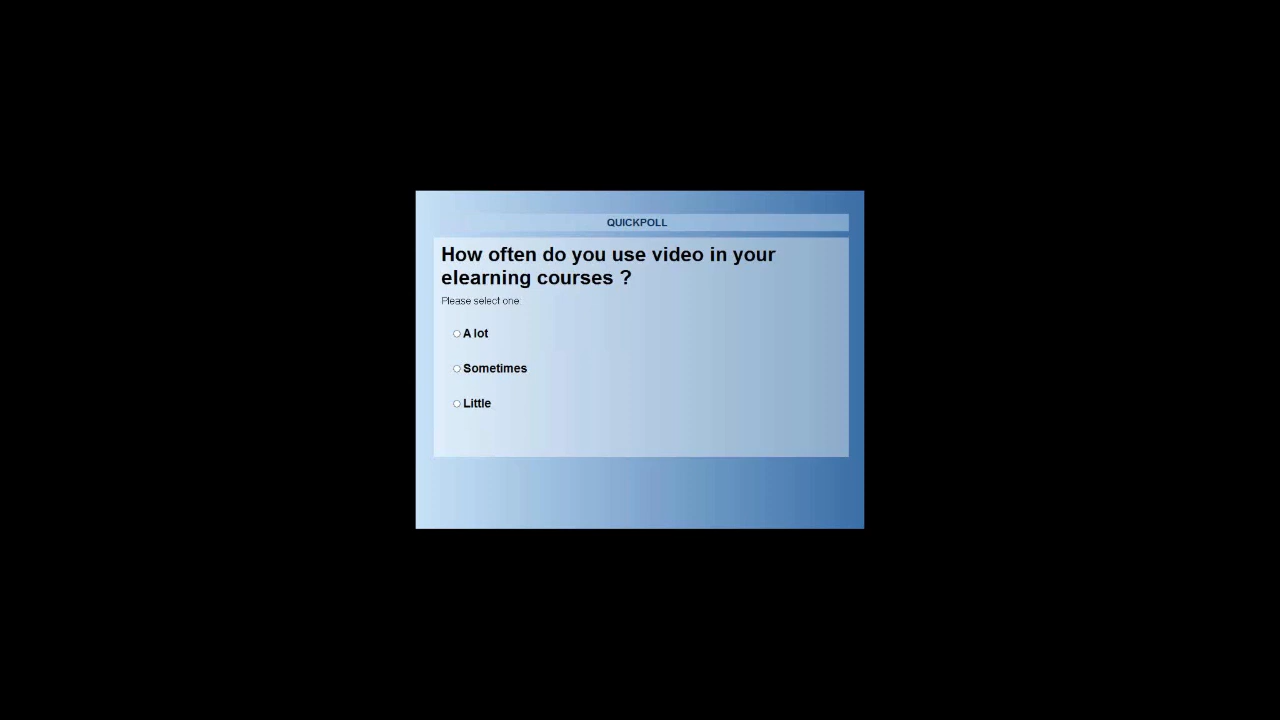 QUICKPOLL
How often do you use video in your
elearning courses ?
Please select one.
A lot
Sometimes
Little